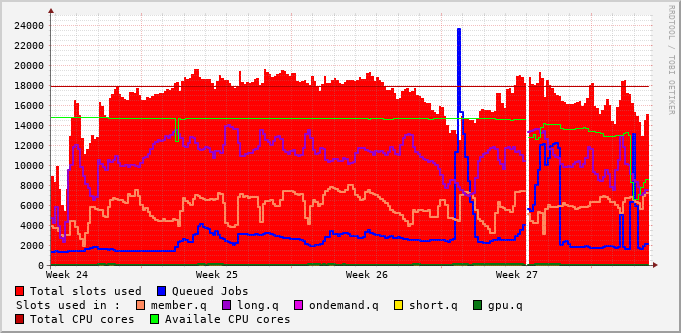 24000
22000
20000
18000
16000
14000
12000
10000
8000
6000
4000
2000
0
Week 24 Week 25 Week 26 Week 27
RRDTOOL / TOBI OETIKER
Total slots used Queued Jobs
Slots used in : member.q long.q ondemand.q short.q gpu.q
Total CPU cores Availale CPU cores